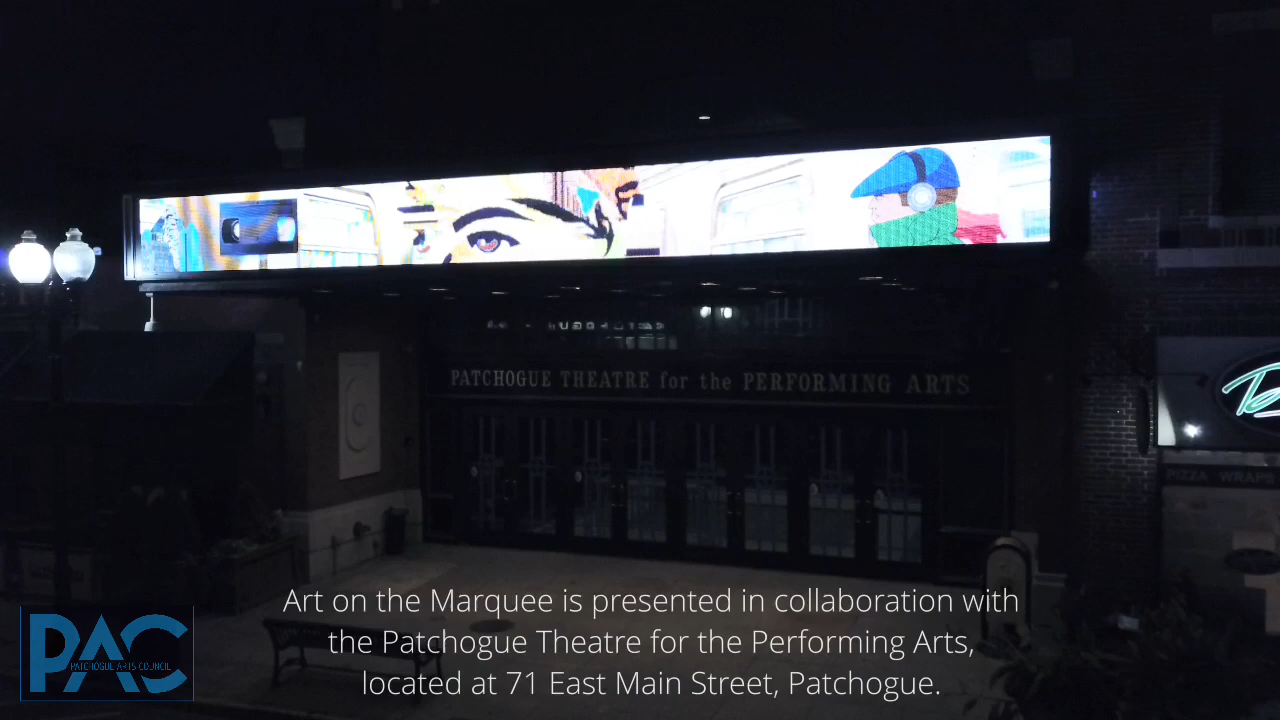 PATCHOGUE THEATRE for the PERFORMING ARTS
PIZZA WRAPS
Art on the Marquee is presented in collaboration with
the Patchogue Theatre for the Performing Arts,
located at 71 East Main Street, Patchogue.
PAC
PATCHOGUE ARTS COUNCIL